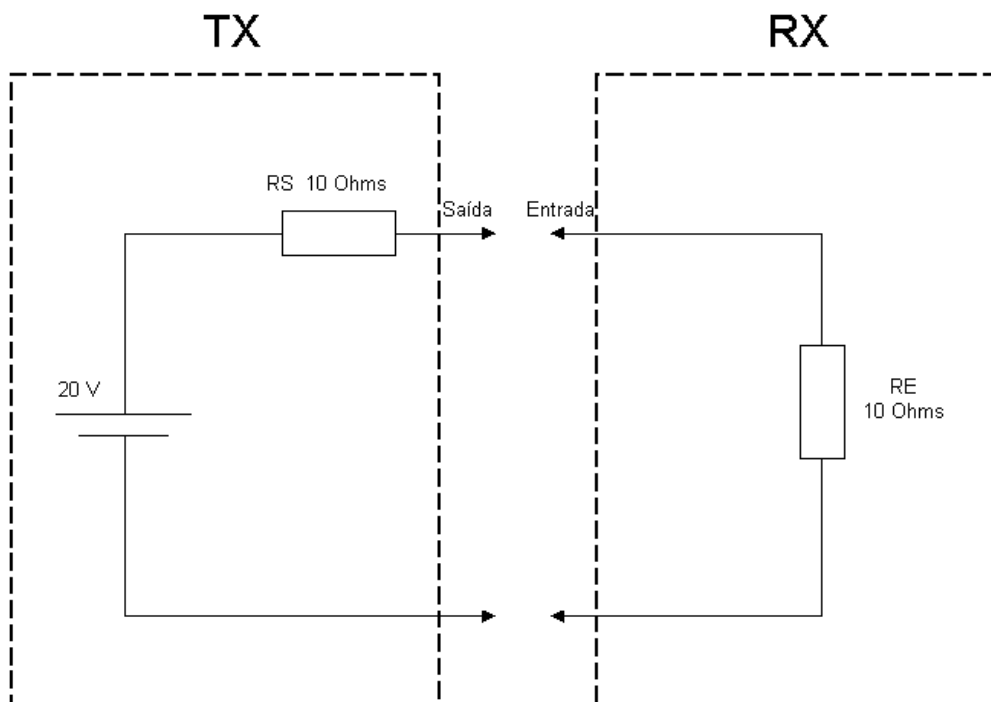 TX
RX
RS 10 Ohms
Saída
Entrada
20 V
RE
10 Ohms